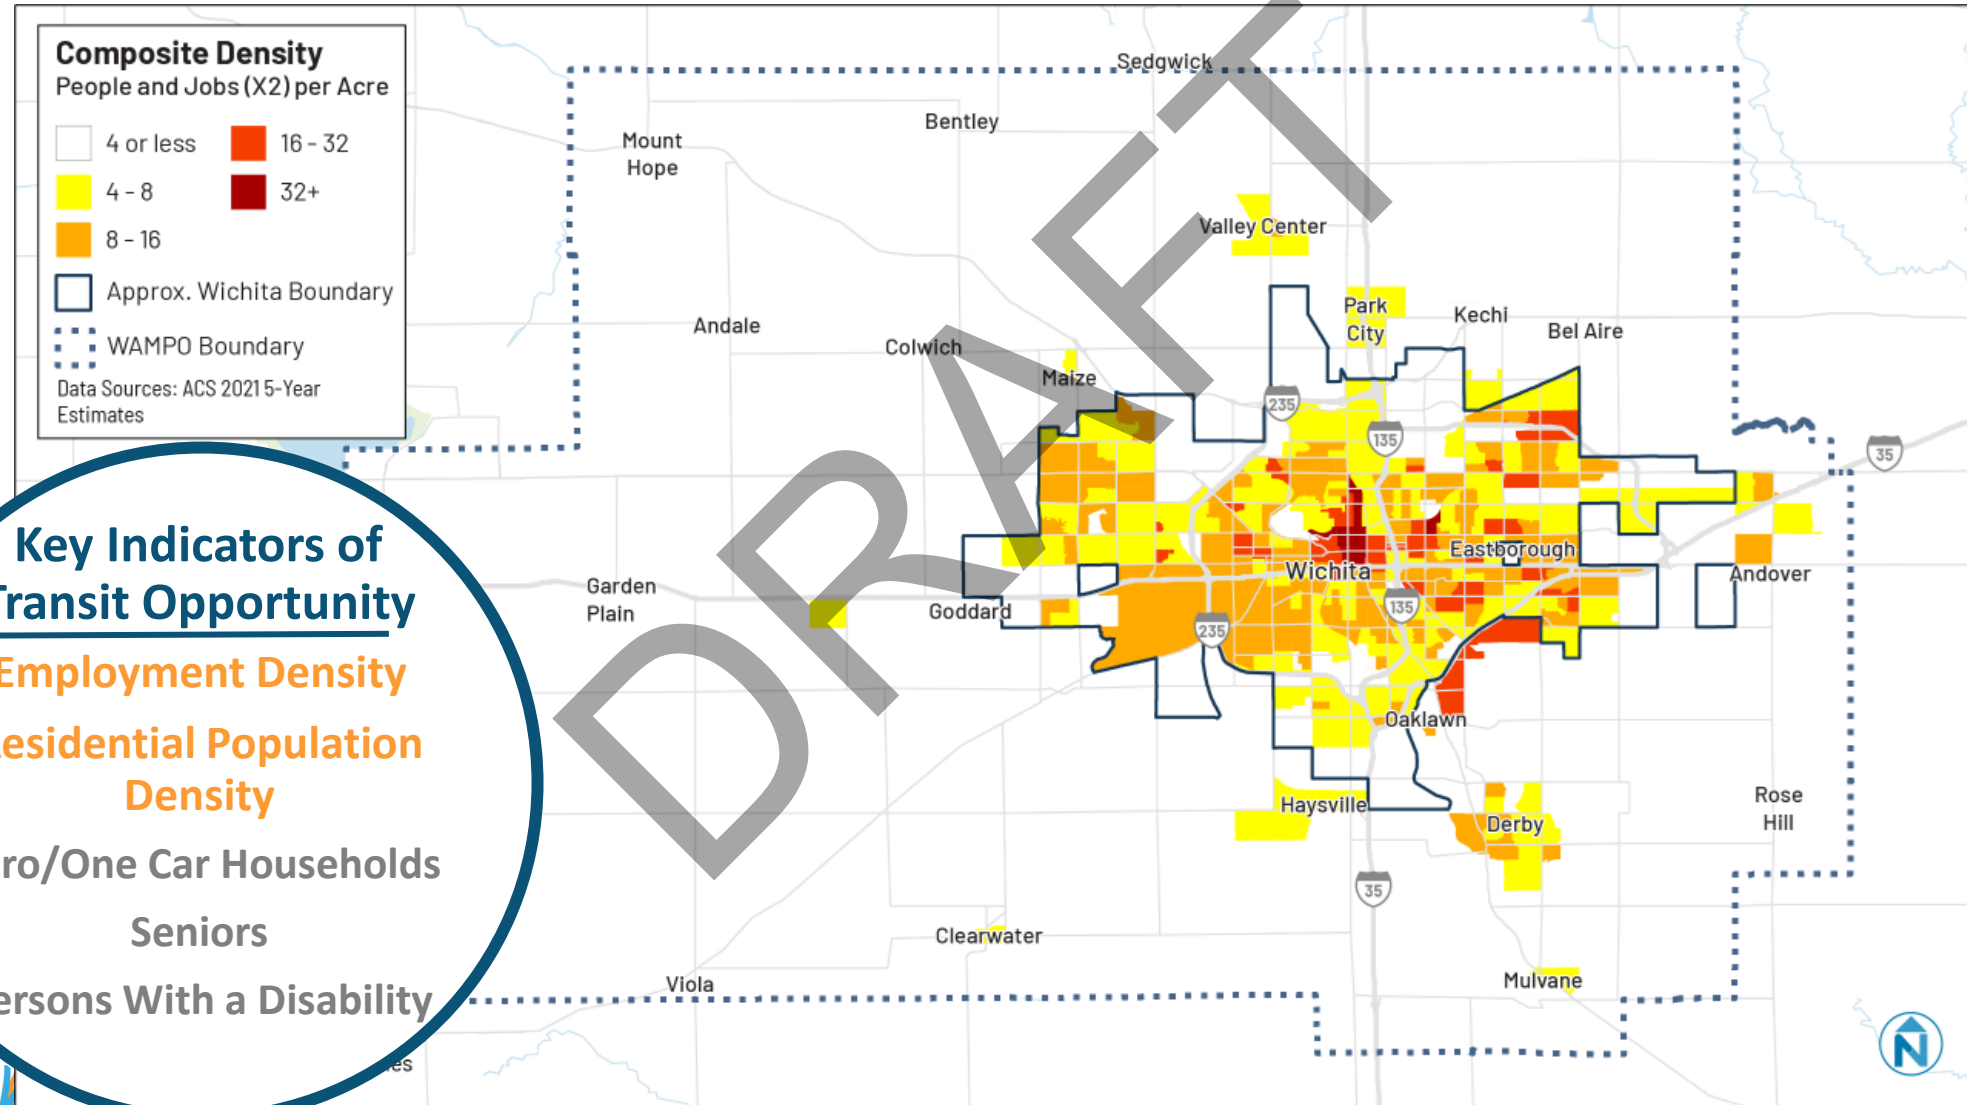 Composite Density
People and Jobs (X2) per Acre
4 or less
16 - 32
4 - 8
32+
8 - 16
Approx. Wichita Boundary
WAMPO Boundary
Data Sources: ACS 2021 5-Year
Estimates
Key Indicators of
Transit Opportunity
Employment Density
esidential Population
Density
ro/One Car Households
Seniors
ersons With a Disability
es
Sedgwick
Bentley
Mount
Hope
Valley Center
Andale
Colwich
Maize
Park
City
Kechi
Bel Aire
235
135
35
Eastborough
Wichita
Andover
Garden
Plain
Goddard
135
235
Oaklawn
Haysville
Derby
Rose
Hill
35
Clearwater
Viola
Mulvane
N
DRAFT